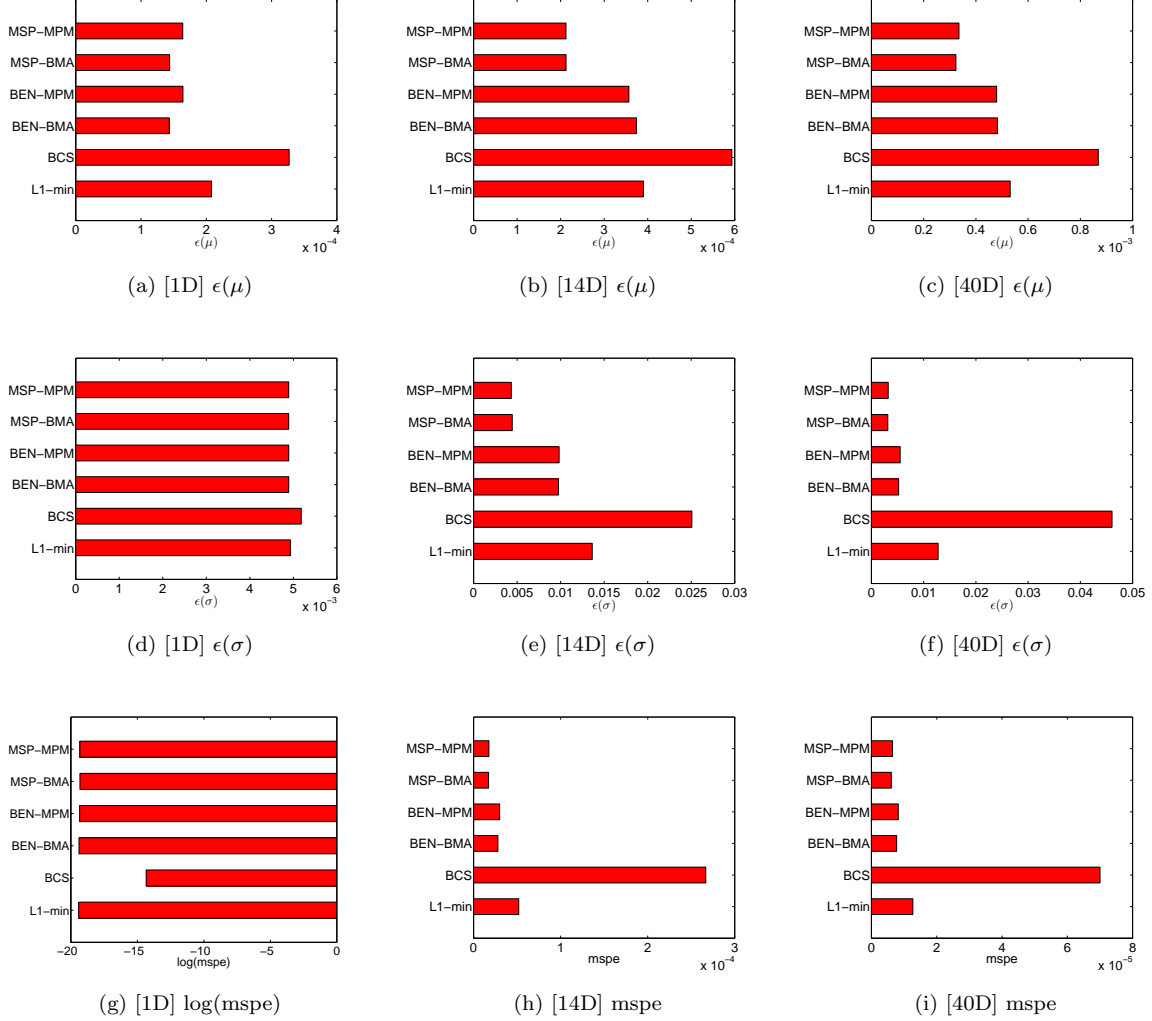 MSP−MPM
MSP−BMA
BEN−MPM
BEN−BMA
BCS
L1−min
0 1 2 3 4
x 10−4
ϵ(μ)
(a) [1D] ϵ(μ)
MSP−MPM
MSP−BMA
BEN−MPM
BEN−BMA
BCS
L1−min
0 1 2 3 4 5 6
x 10−4
ϵ(μ)
(b) [14D] ϵ(μ)
MSP−MPM
MSP−BMA
BEN−MPM
BEN−BMA
BCS
L1−min
0 0.2 0.4 0.6 0.8 1
x 10−3
ϵ(μ)
(c) [40D] ϵ(μ)
MSP−MPM
MSP−BMA
BEN−MPM
BEN−BMA
BCS
L1−min
0 1 2 3 4 5 6
x 10−3
ϵ(σ)
(d) [1D] ϵ(σ)
MSP−MPM
MSP−BMA
BEN−MPM
BEN−BMA
BCS
L1−min
0 0.005 0.01 0.015 0.02 0.025 0.03
ϵ(σ)
(e) [14D] ϵ(σ)
MSP−MPM
MSP−BMA
BEN−MPM
BEN−BMA
BCS
L1−min
0 0.01 0.02 0.03 0.04 0.05
ϵ(σ)
(f) [40D] ϵ(σ)
MSP−MPM
MSP−BMA
BEN−MPM
BEN−BMA
BCS
L1−min
−20 −15 −10 −5 0
log(mspe)
(g) [1D] log(mspe)
MSP−MPM
MSP−BMA
BEN−MPM
BEN−BMA
BCS
L1−min
0 1 2 3
x 10−4
mspe
(h) [14D] mspe
MSP−MPM
MSP−BMA
BEN−MPM
BEN−BMA
BCS
L1−min
0 2 4 6 8
x 10−5
mspe
(i) [40D] mspe